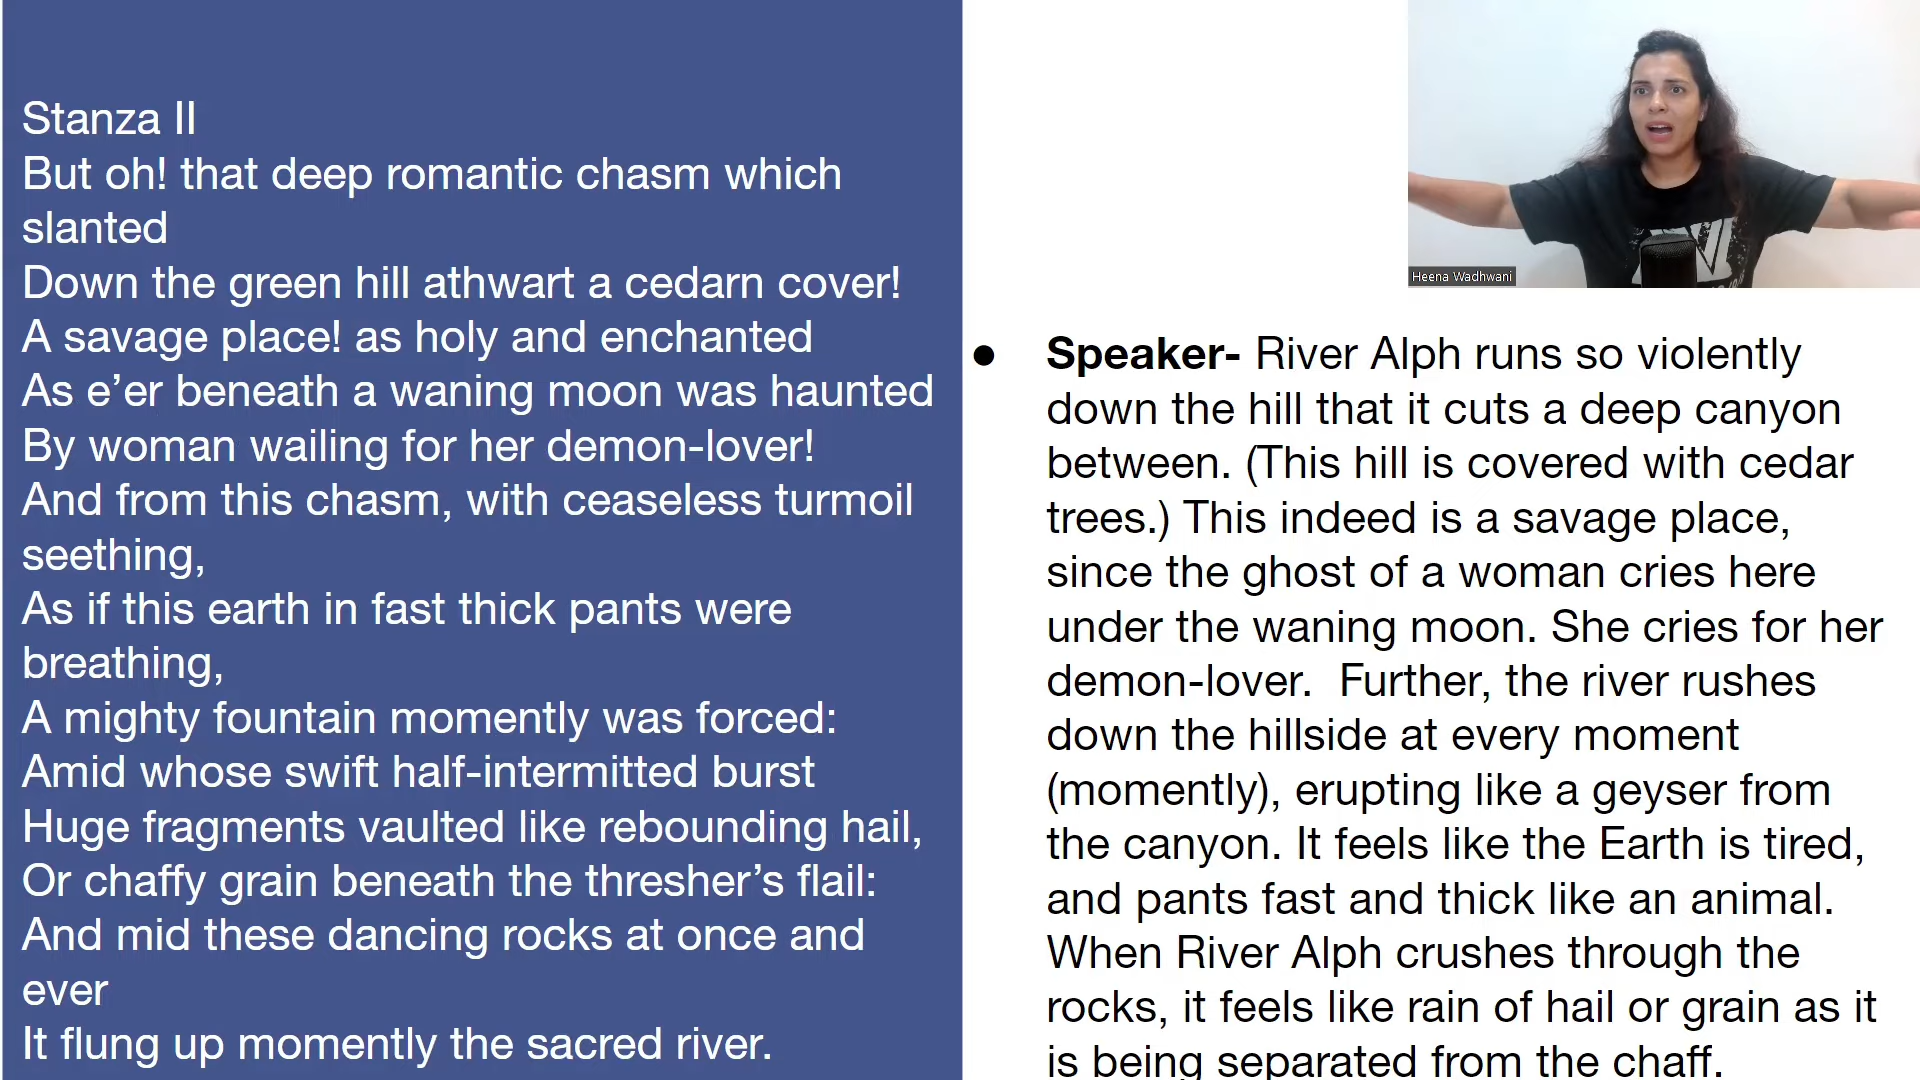 Stanza II
But oh! that deep romantic chasm which
slanted
Down the green hill athwart a cedarn cover!
A savage place! as holy and enchanted
As e’er beneath a waning moon was haunted
By woman wailing for her demon-lover!
And from this chasm, with ceaseless turmoil
seething,
As if this earth in fast thick pants were
breathing,
A mighty fountain momently was forced:
Amid whose swift half-intermitted burst
Huge fragments vaulted like rebounding hail,
Or chaffy grain beneath the thresher’s flail:
And mid these dancing rocks at once and
ever
It flung up momently the sacred river.
Heena Wadhwani
● Speaker- River Alph runs so violently
down the hill that it cuts a deep canyon
between. (This hill is covered with cedar
trees.) This indeed is a savage place,
since the ghost of a woman cries here
under the waning moon. She cries for her
demon-lover.  Further, the river rushes
down the hillside at every moment
(momently), erupting like a geyser from
the canyon. It feels like the Earth is tired,
and pants fast and thick like an animal.
When River Alph crushes through the
rocks, it feels like rain of hail or grain as it
is being separated from the chaff.